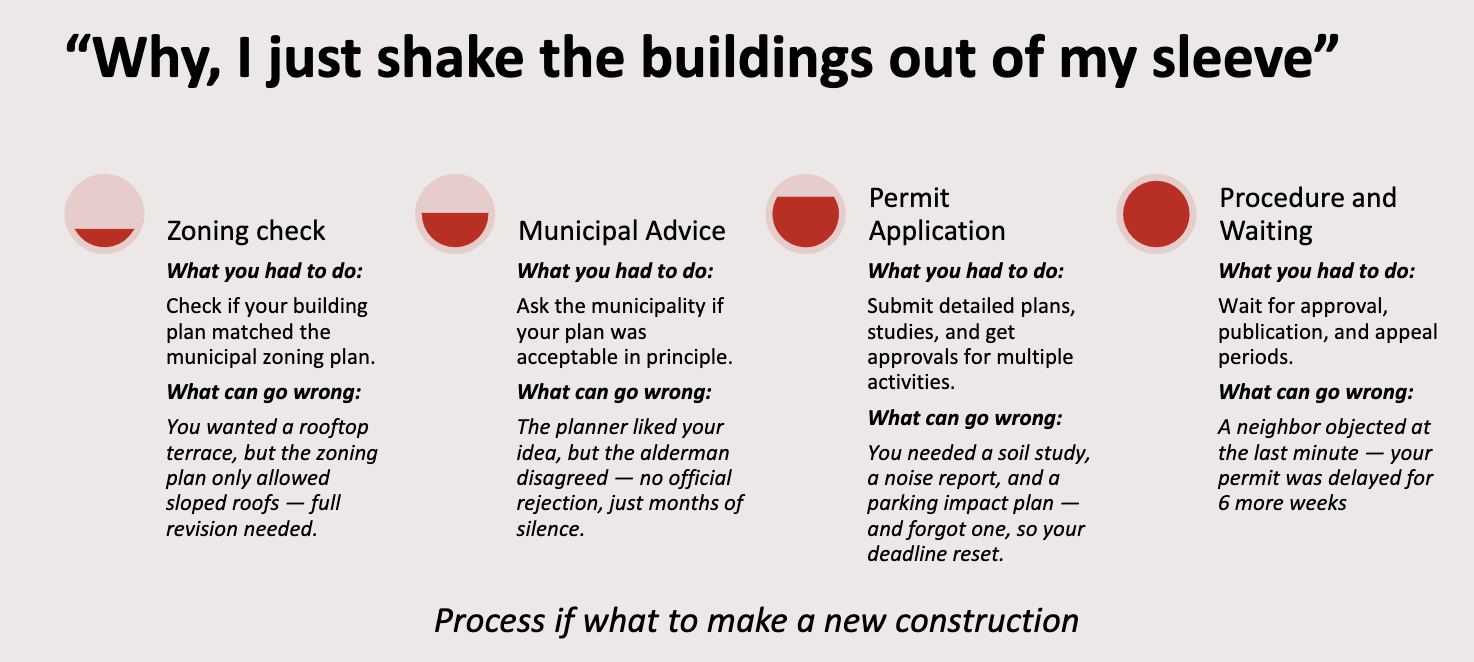 “Why, I just shake the buildings out of my sleeve”
Zoning check
What you had to do:
Check if your building
plan matched the
municipal zoning plan.
What can go wrong:
You wanted a rooftop
terrace, but the zoning
plan only allowed
sloped roofs — full
revision needed.
Municipal Advice
What you had to do:
Ask the municipality if
your plan was
acceptable in principle.
What can go wrong:
The planner liked your
idea, but the alderman
disagreed — no official
rejection, just months of
silence.
Permit
Application
What you had to do:
Submit detailed plans,
studies, and get
approvals for multiple
activities.
What can go wrong:
You needed a soil study,
a noise report, and a
parking impact plan —
and forgot one, so your
deadline reset.
Procedure and
Waiting
What you had to do:
Wait for approval,
publication, and appeal
periods.
What can go wrong:
A neighbor objected at
the last minute — your
permit was delayed for
6 more weeks
Process if what to make a new construction